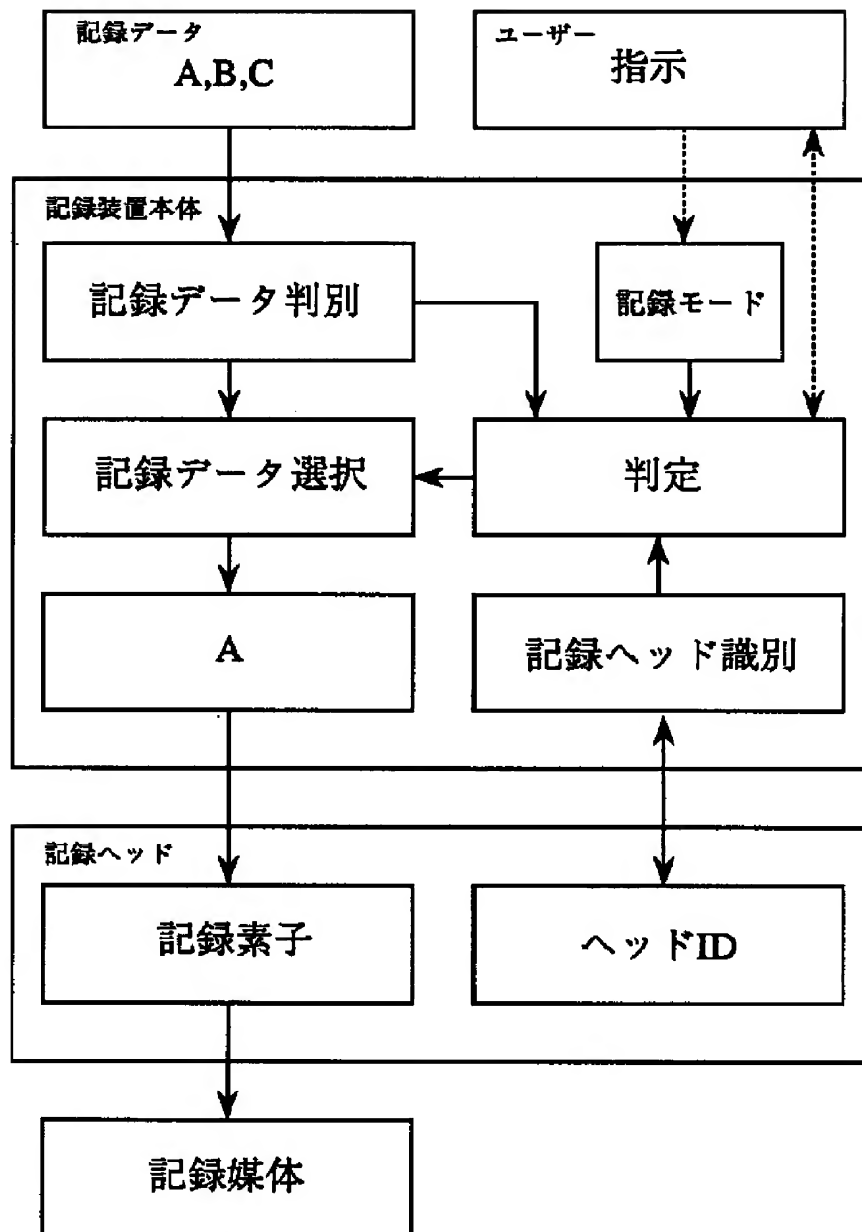 記録データ
A,B,C
ユーザー
指示
記録装置本体
記録データ判別
記録モード
記録データ選択
判定
A
記録ヘッド識別
記録ヘッド
記録素子
ヘッドID
記録媒体